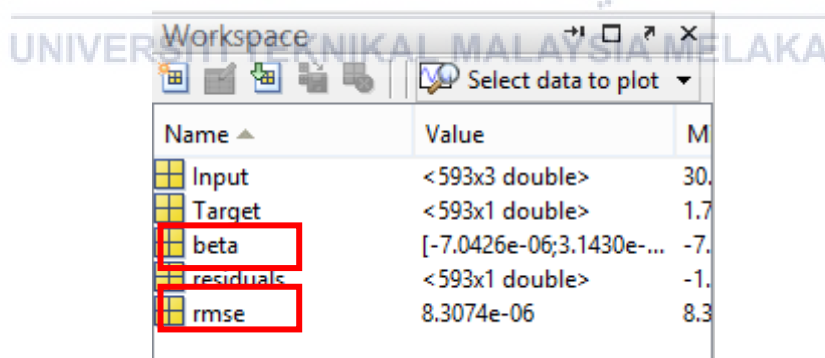 UNIVERSITI TEKNIKAL MALAYSIA MELAKA
Workspace
Select data to plot
Name Value M
Input <593x3 double> 30.
Target <593x1 double> 1.7
beta [-7.0426e-06;3.1430e-... -7.
residuals <593x1 double> -1.
rmse 8.3074e-06 8.3